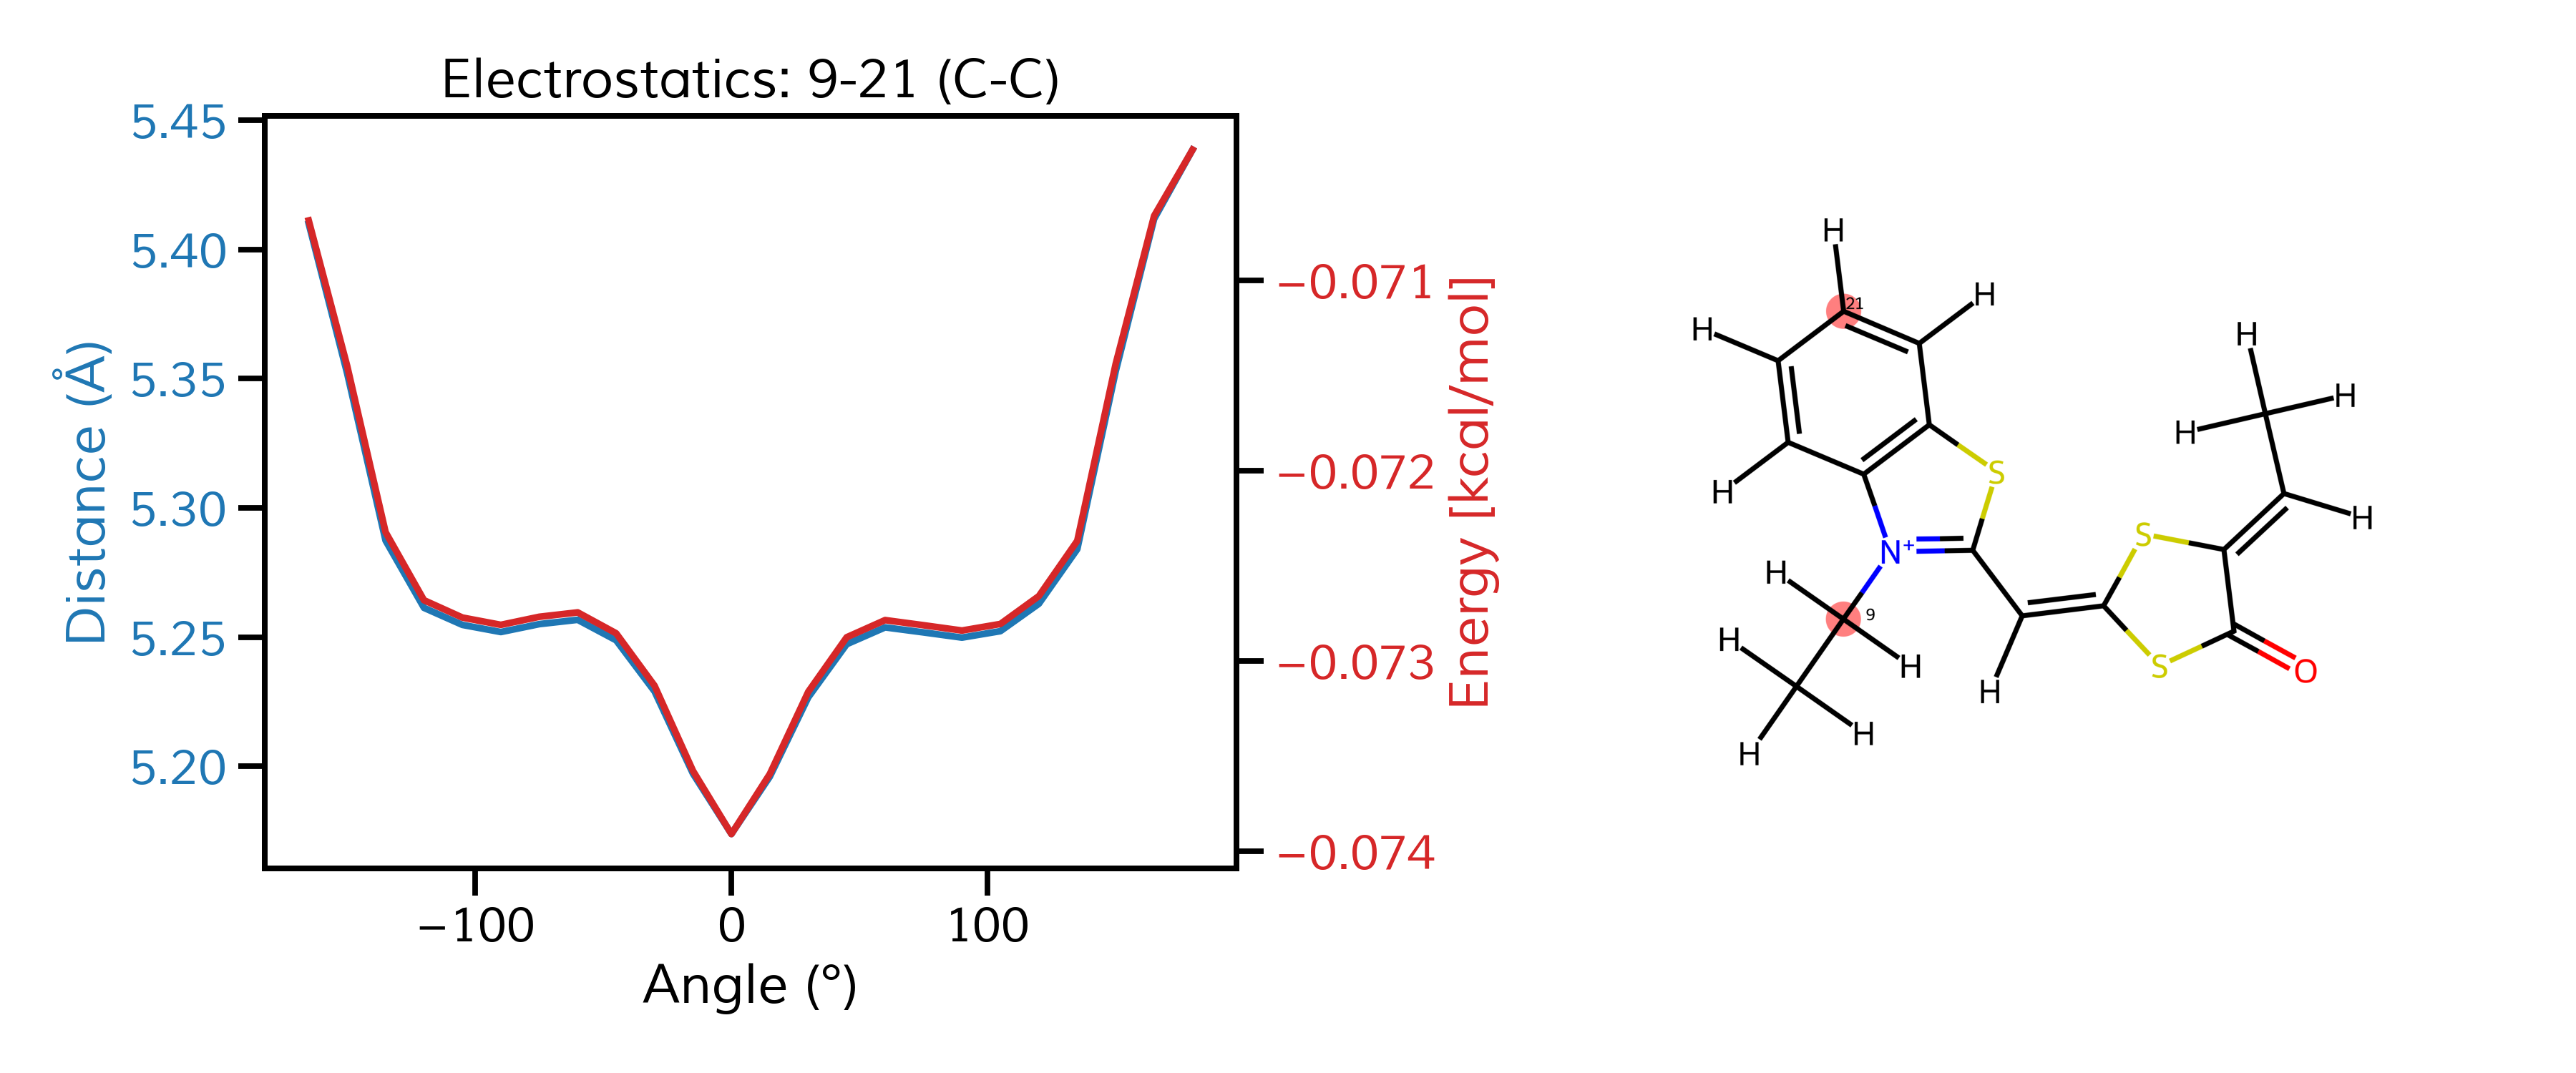 Electrostatics: 9-21 (C-C)
5.45
5.40
5.35
5.30
5.25
5.20
Distance (Å)
−100
0
100
Angle (°)
−0.071
−0.072
−0.073
−0.074
Energy [kcal/mol]
H
H
21
H
H
H
H
H
S
H
H
S
N+
H
9
H
H
S
O
H
H
H